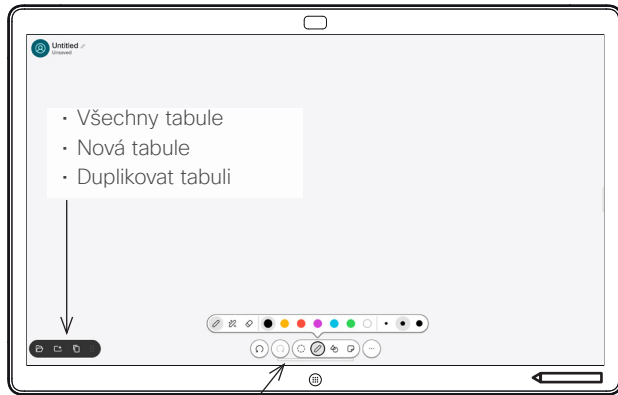 Untitled
Unsaved
· Všechny tabule
· Nová tabule
· Duplikovat tabuli